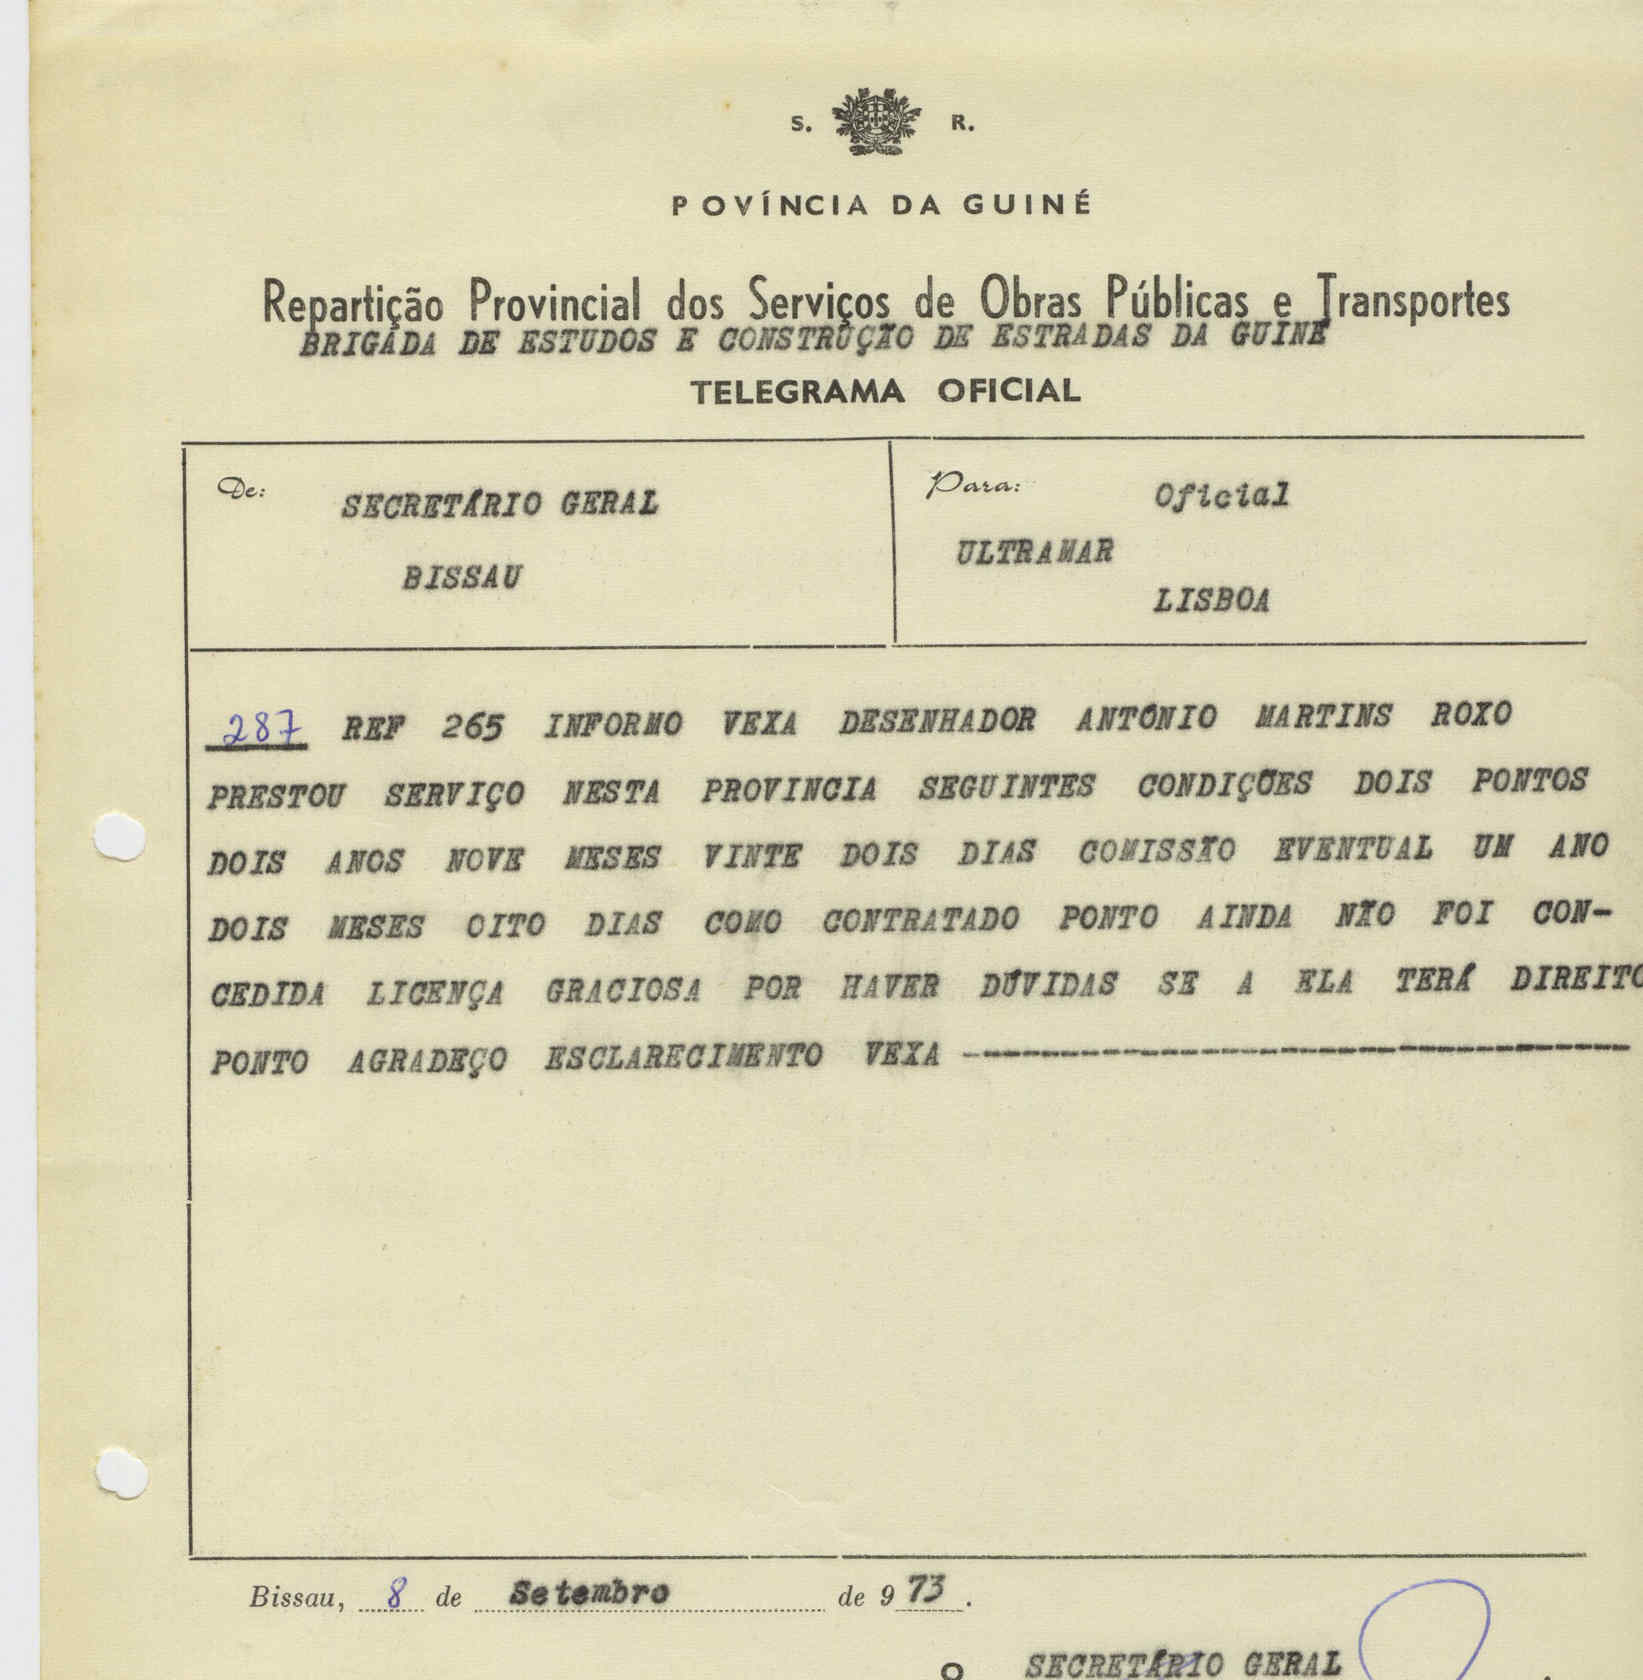 S. R.
POVÍNCIA DA GUINÉ
Repartição Provincial dos Serviços de Obras Públicas e Transportes
BRIGADA DE ESTUDOS E CONSTRUÇÃO DE ESTRADAS DA GUINÉ
TELEGRAMA OFICIAL
De: SECRETÁRIO GERAL
BISSAU
Para: Oficial
ULTRAMAR
LISBOA
287 REF 265 INFORMO VEXA DESENHADOR ANTÓNIO MARTINS ROXO
PRESTOU SERVIÇO NESTA PROVINCIA SEGUINTES CONDIÇÕES DOIS PONTOS
DOIS ANOS NOVE MESES VINTE DOIS DIAS COMISSÃO EVENTUAL UM ANO
DOIS MESES OITO DIAS COMO CONTRATADO PONTO AINDA NÃO FOI CON-
CEDIDA LICENÇA GRACIOSA POR HAVER DÚVIDAS SE A ELA TERÁ DIREITO
PONTO AGRADEÇO ESCLARECIMENTO VEXA -----------------------------------
Bissau, 8 de Setembro de 973.
O SECRETÁRIO GERAL